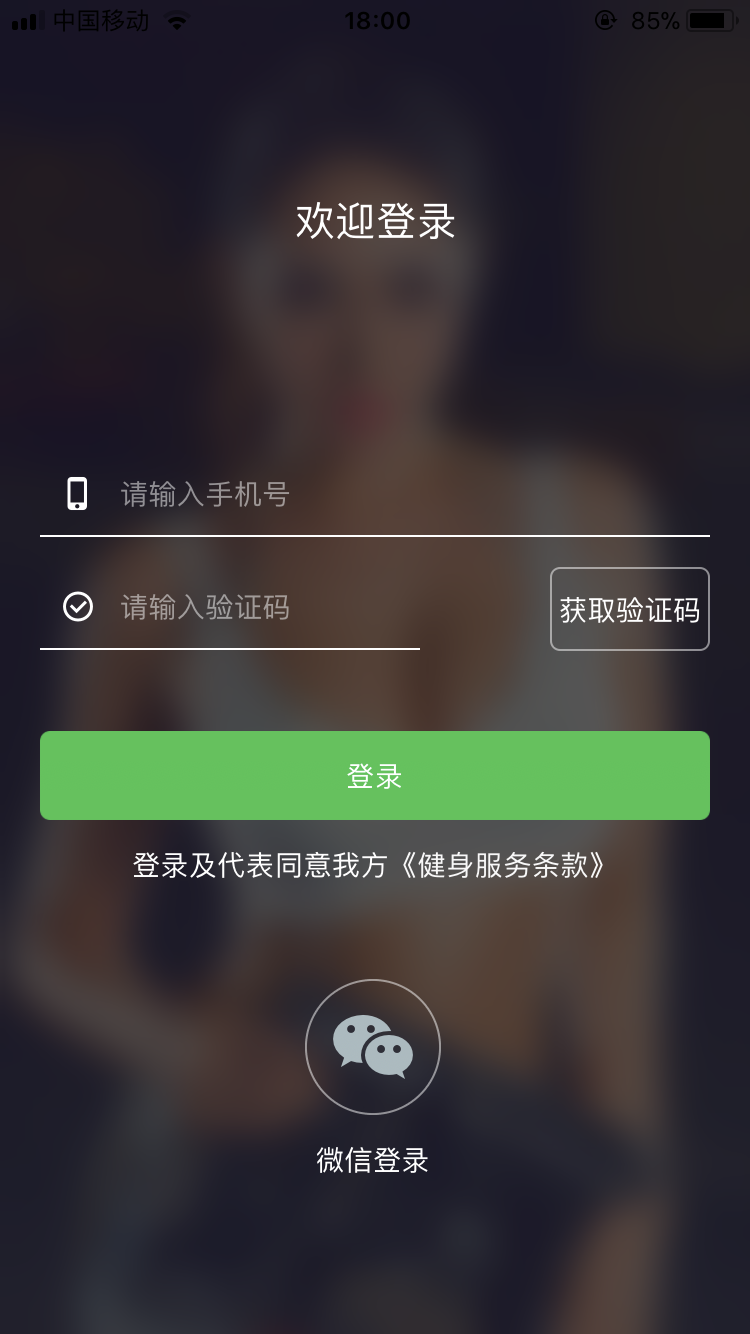 中国移动 18:00 85%
欢迎登录
请输入手机号
请输入验证码 获取验证码
登录
登录及代表同意我方《健身服务条款》
微信登录